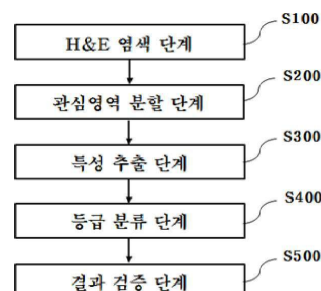 S100
H&E 염색 단계
S200
관심영역 분할 단계
S300
특성 추출 단계
S400
등급 분류 단계
S500
결과 검증 단계